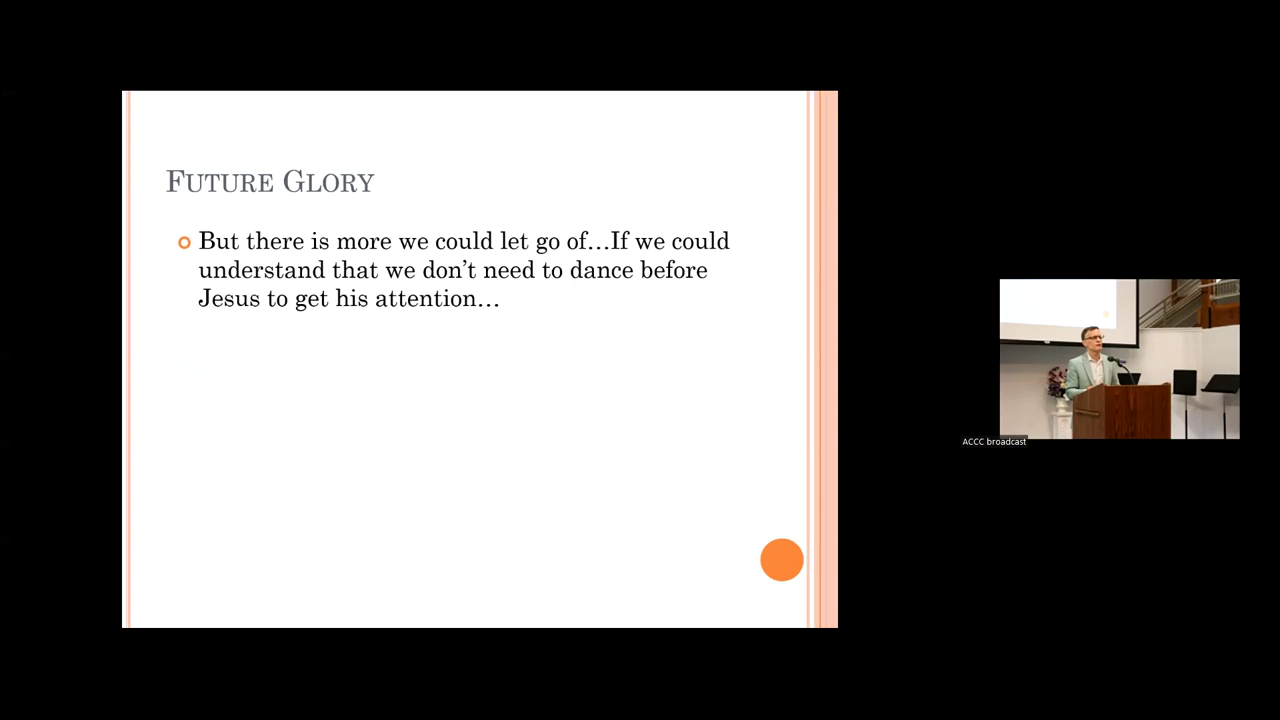 FUTURE GLORY
But there is more we could let go of…If we could
understand that we don’t need to dance before
Jesus to get his attention…
ACCC broadcast